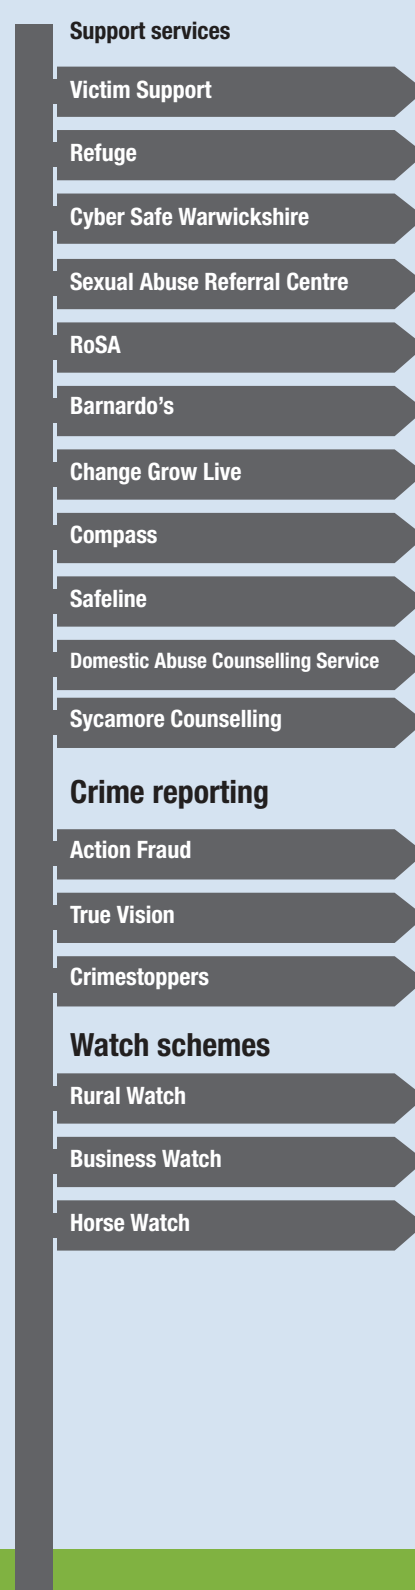 Support services
Victim Support
Refuge
Cyber Safe Warwickshire
Sexual Abuse Referral Centre
RoSA
Barnardo’s
Change Grow Live
Compass
Safeline
Domestic Abuse Counselling Service
Sycamore Counselling
Crime reporting
Action Fraud
True Vision
Crimestoppers
Watch schemes
Rural Watch
Business Watch
Horse Watch